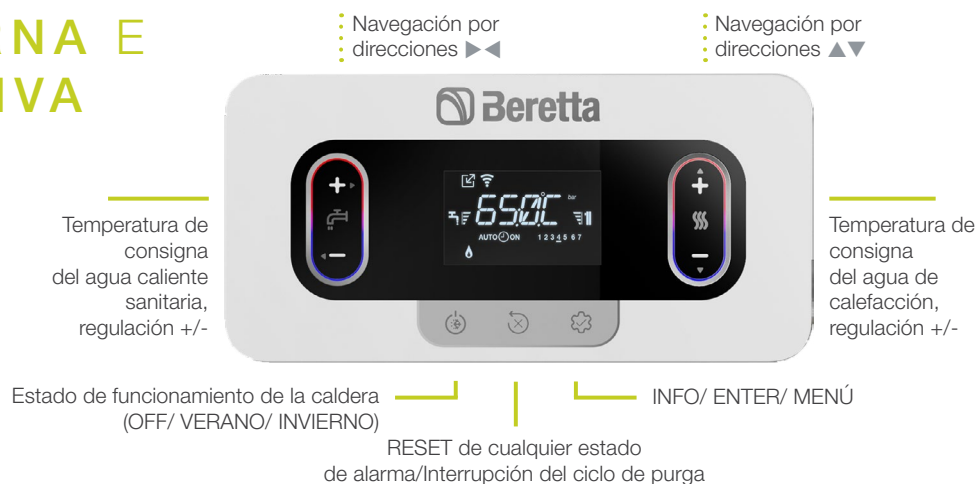 RNA E
IVA
Navegación por
direcciones ▶◀
Navegación por
direcciones ▲▼
Beretta
+
−
65.0°C
bar
AUTO ON 1 2 3 4 5 6 7
+
−
Temperatura de
consigna
del agua caliente
sanitaria,
regulación +/-
Temperatura de
consigna
del agua de
calefacción,
regulación +/-
Estado de funcionamiento de la caldera
(OFF/ VERANO/ INVIERNO)
INFO/ ENTER/ MENÚ
RESET de cualquier estado
de alarma/Interrupción del ciclo de purga